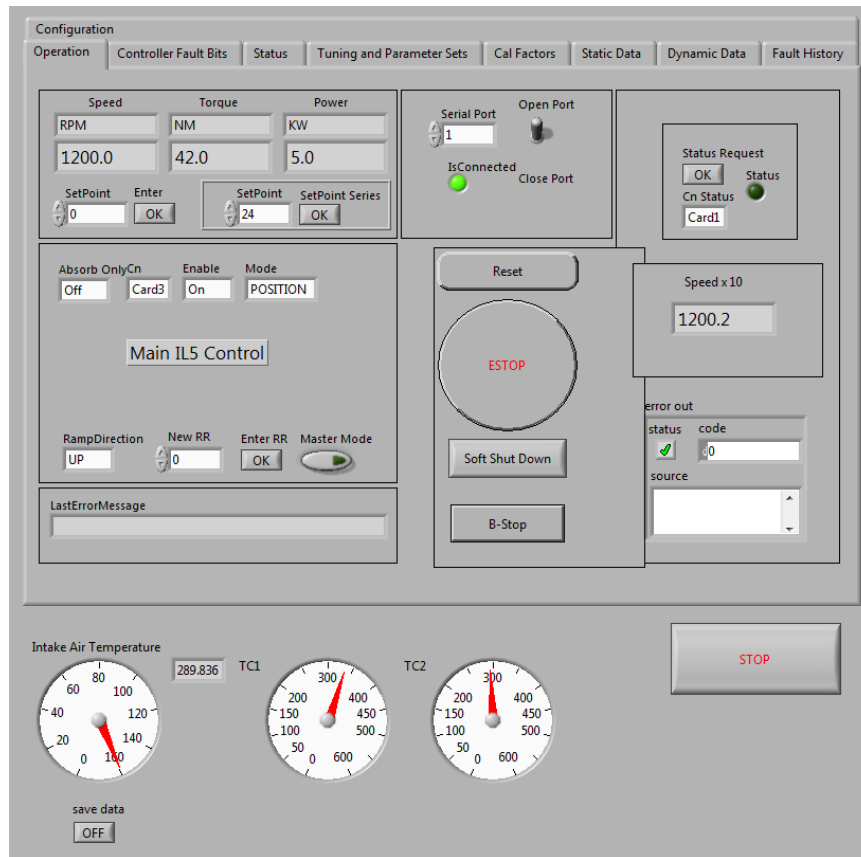 Configuration
Operation Controller Fault Bits Status Tuning and Parameter Sets Cal Factors Static Data Dynamic Data Fault History
Speed Torque Power
RPM NM KW
1200.0 42.0 5.0
SetPoint Enter SetPoint SetPoint Series
0 OK 24 OK
Serial Port Open Port
1
IsConnected Close Port
Status Request
OK Status
Cn Status
Card1
Absorb Only Cn Enable Mode
Off Card3 On POSITION
Main IL5 Control
RampDirection New RR Enter RR Master Mode
UP 0 OK
LastErrorMessage
Reset
ESTOP
Soft Shut Down
B-Stop
Speed x 10
1200.2
error out
status code
0
source
Intake Air Temperature
289.836
0 20 40 60 80 100 120 140 160
TC1
0 50 100 150 200 300 400 450 500 600
TC2
0 50 100 150 200 300 400 450 500 600
STOP
save data
OFF